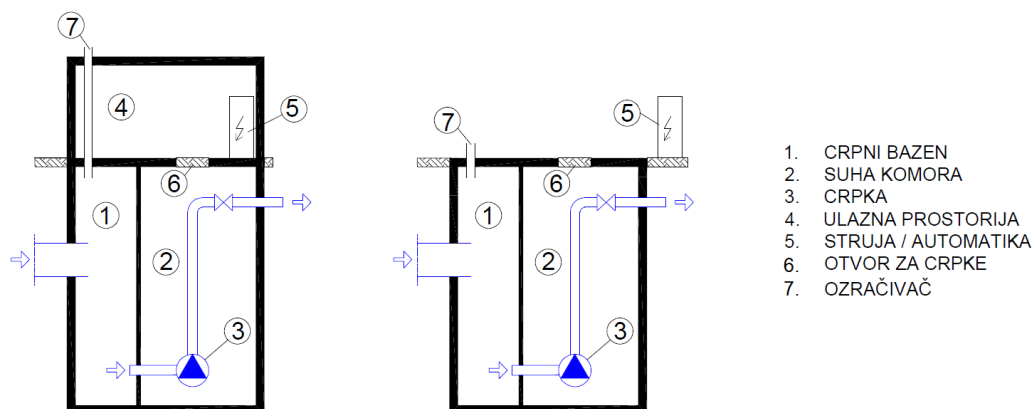 7
4
5
6
1
2
3
7
5
6
1
2
3
1. CRPNI BAZEN
2. SUHA KOMORA
3. CRPKA
4. ULAZNA PROSTORIJA
5. STRUJA / AUTOMATIKA
6. OTVOR ZA CRPKE
7. OZRAČIVAČ